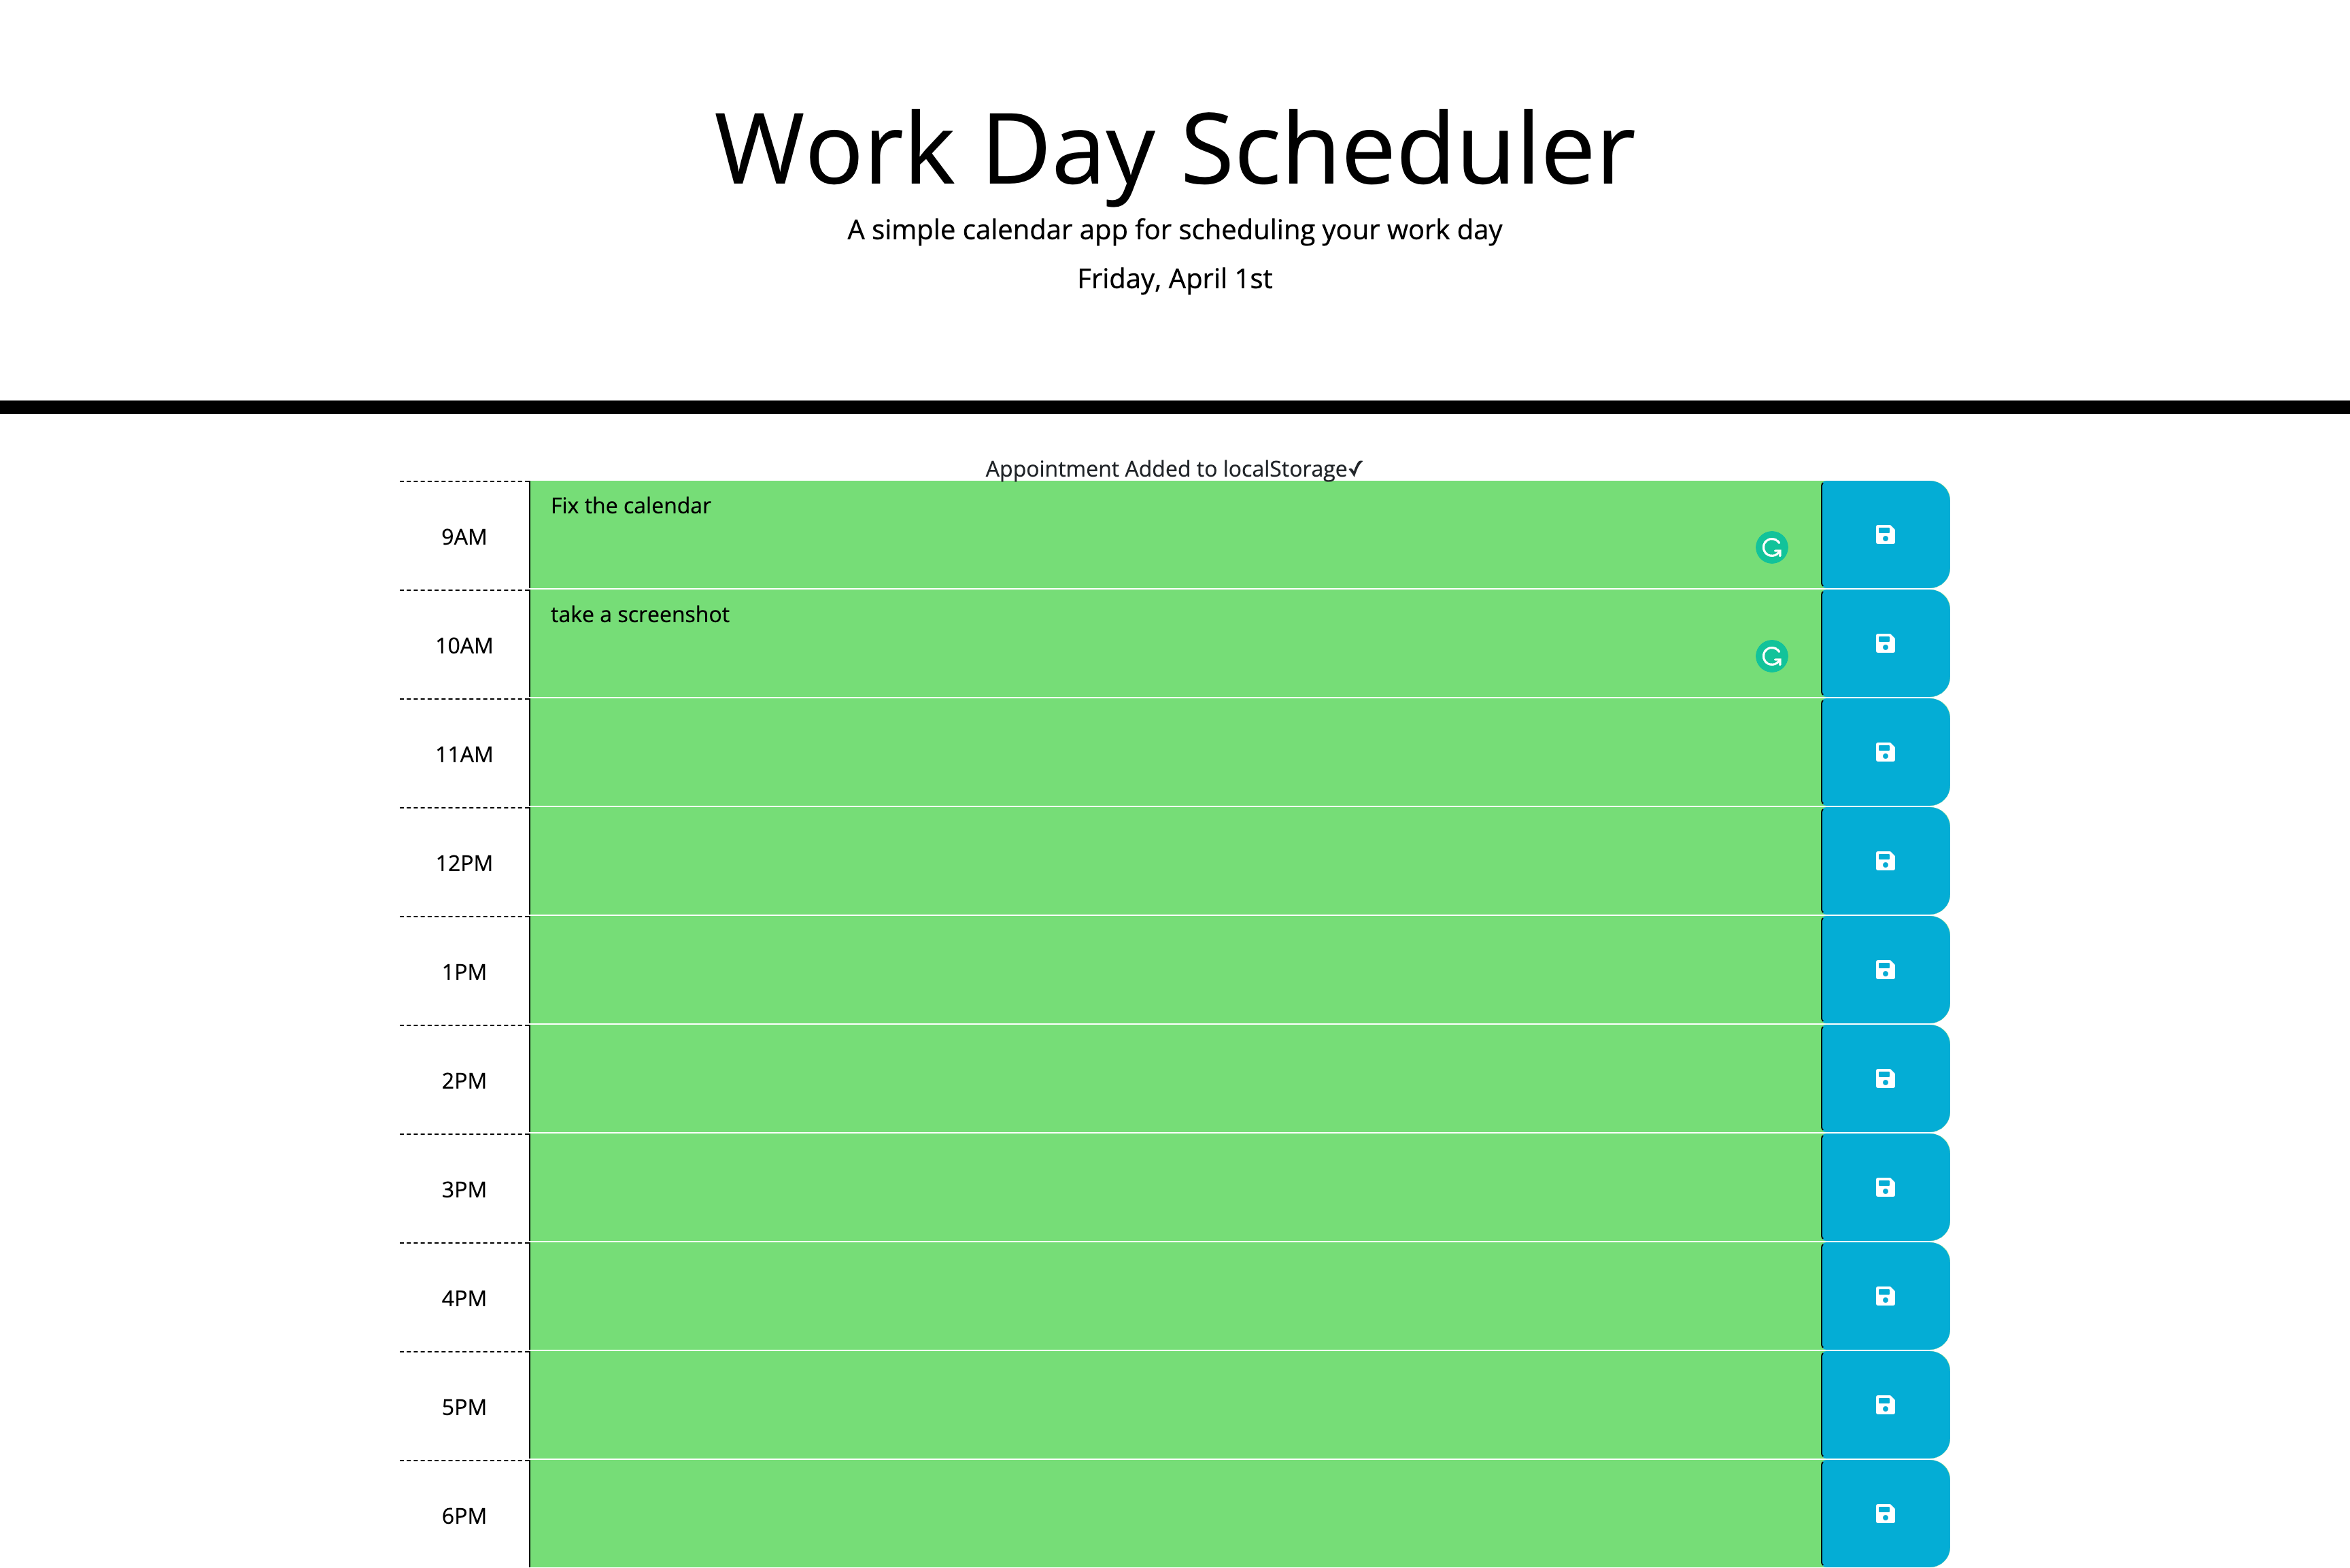 Work Day Scheduler
A simple calendar app for scheduling your work day
Friday, April 1st
Appointment Added to localStorage✓
9AM
Fix the calendar
10AM
take a screenshot
11AM
12PM
1PM
2PM
3PM
4PM
5PM
6PM